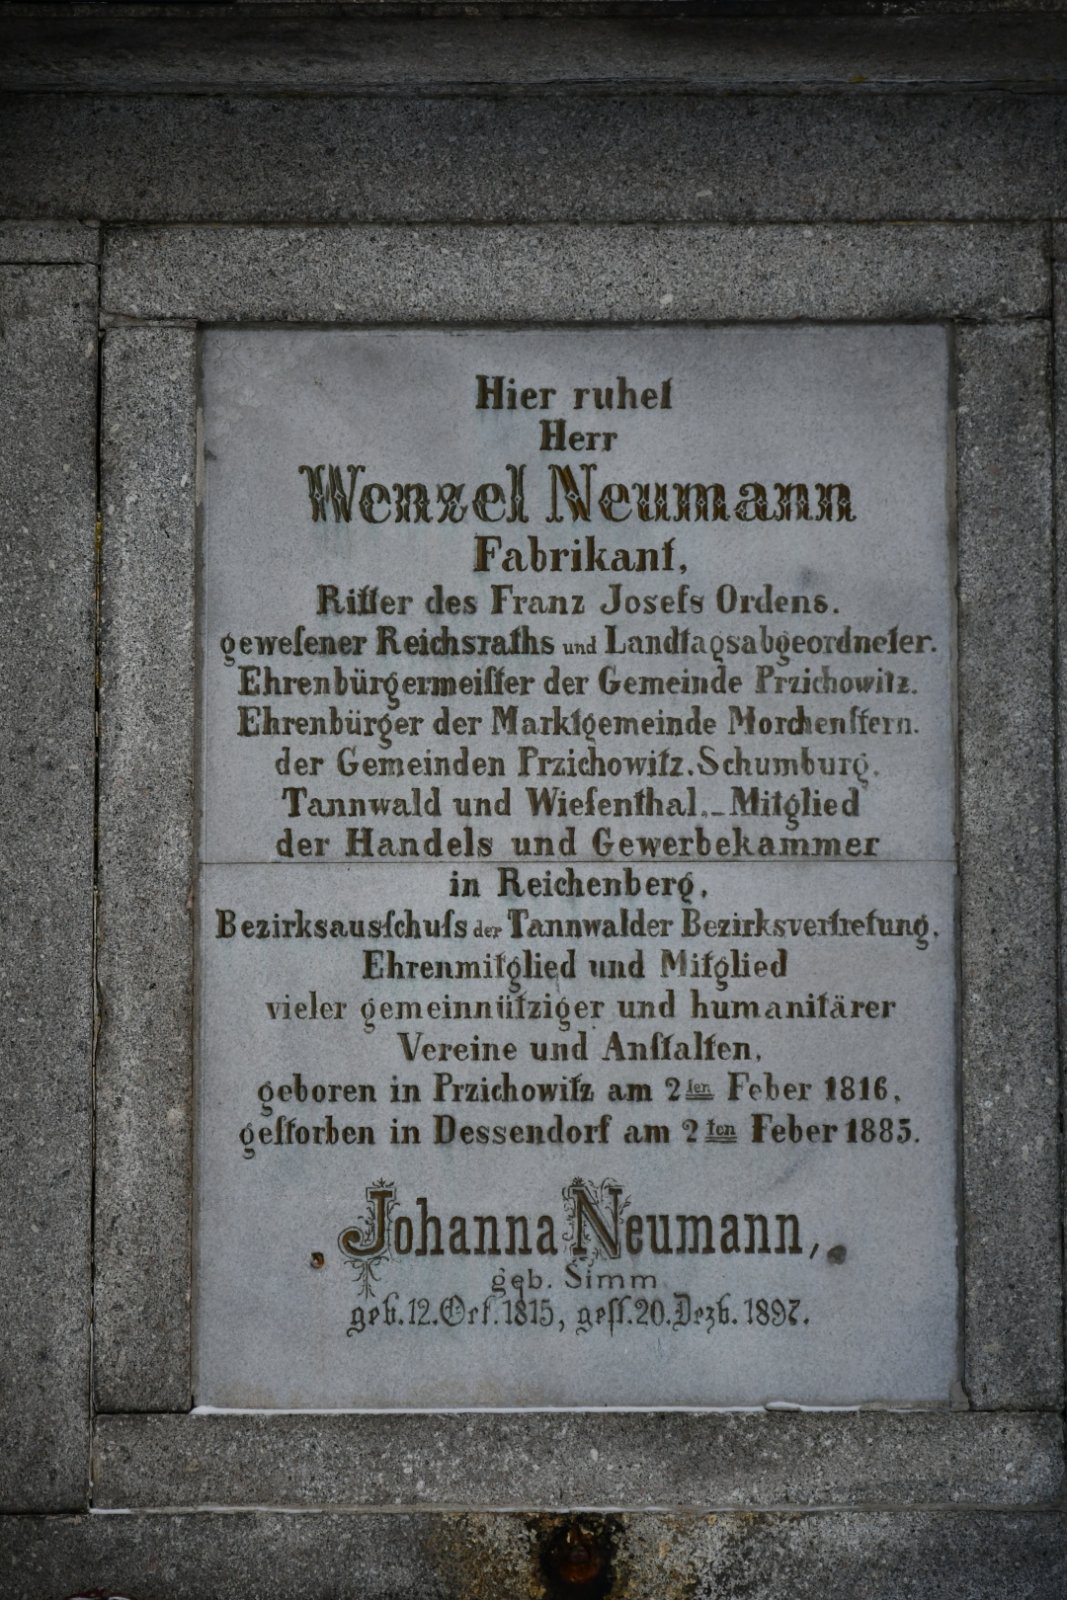 Hier ruhet
Herr
Wenzel Neumann
Fabrikant,
Ritter des Franz Josefs Ordens.
gewesener Reichsraths und Landtagsabgeordneter.
Ehrenbürgermeister der Gemeinde Przichowitz.
Ehrenbürger der Marktgemeinde Morchenstern.
der Gemeinden Przichowitz. Schumburg,
Tannwald und Wiesenthal.-Mitglied
der Handels und Gewerbekammer
in Reichenberg,
Bezirksausschuss der Tannwalder Bezirksvertretung,
Ehrenmitglied und Mitglied
vieler gemeinnütziger und humanitärer
Vereine und Anstalten,
geboren in Przichowitz am 2ten Feber 1816,
gestorben in Dessendorf am 2ten Feber 1885.
Johanna Neumann,
geb. Simm
geb. 12. Oct. 1815, gest. 20. Dezb. 1897.